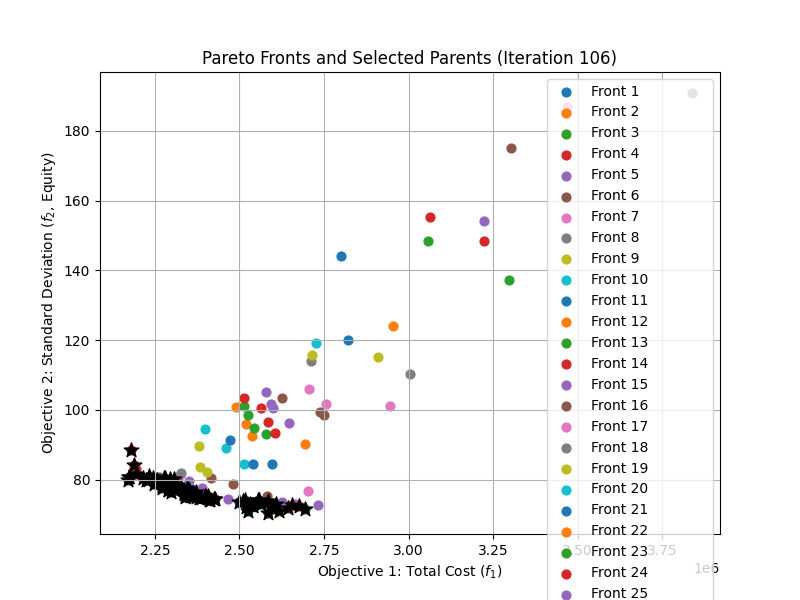 Pareto Fronts and Selected Parents (Iteration 106)
Objective 2: Standard Deviation (f₂, Equity)
180
160
140
120
100
80
2.25
2.50
2.75
3.00
3.25
3.50
3.75
1e6
Objective 1: Total Cost (f₁)
Front 1
Front 2
Front 3
Front 4
Front 5
Front 6
Front 7
Front 8
Front 9
Front 10
Front 11
Front 12
Front 13
Front 14
Front 15
Front 16
Front 17
Front 18
Front 19
Front 20
Front 21
Front 22
Front 23
Front 24
Front 25